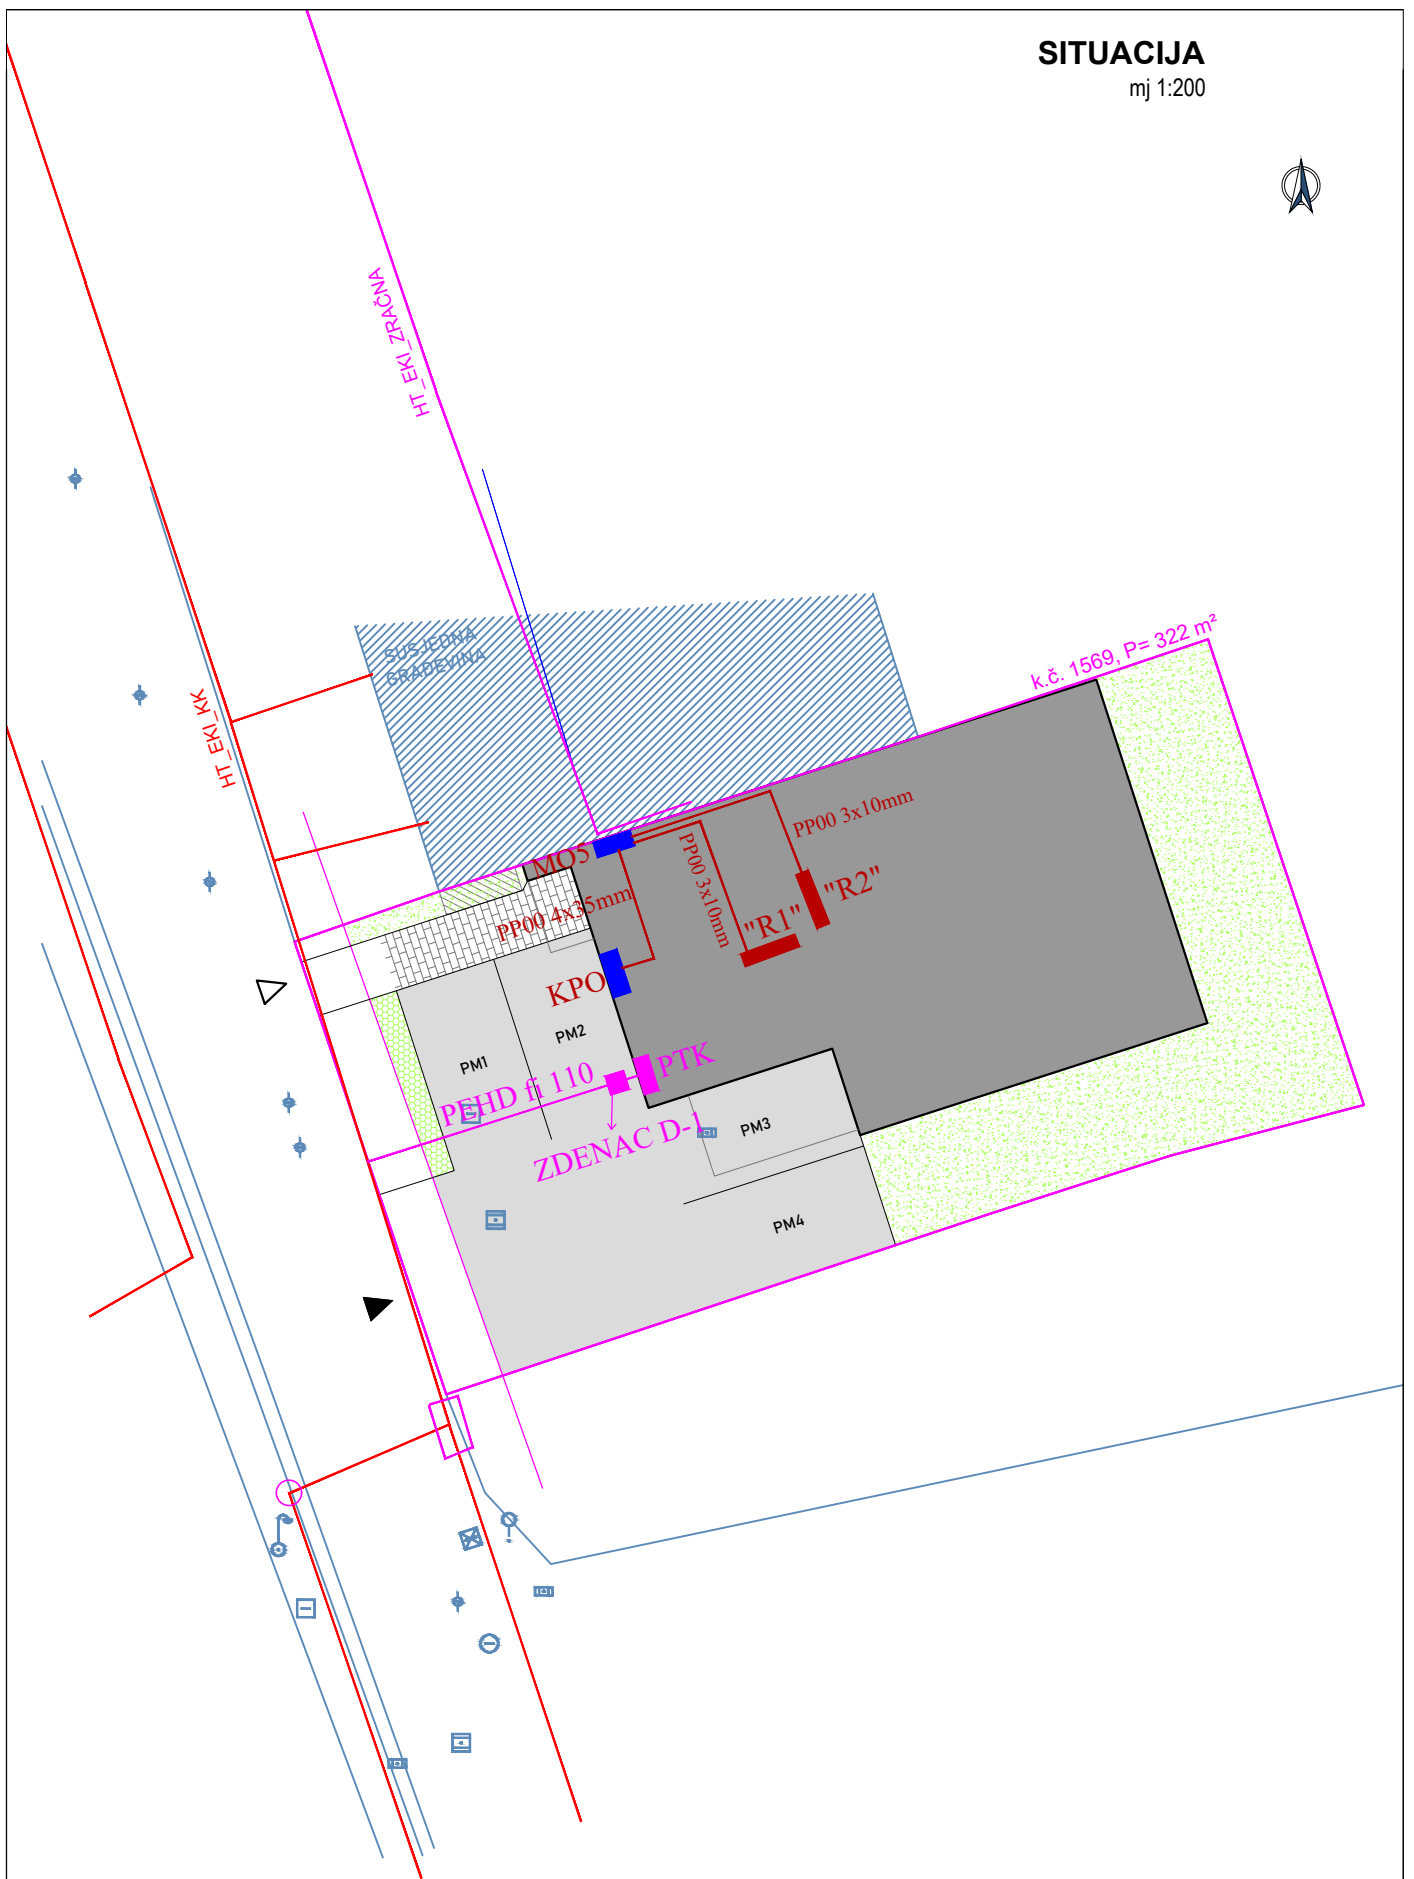 SITUACIJA
mj 1:200
HT_EKI_ZRAČNA
SUSJEDNA
GRAĐEVINA
k.č. 1569, P= 322 m²
HT_EKI_KK
PP00 3x10mm
MO5
PP00 3x10mm
"R2"
PP00 4x35mm
"R1"
KPO
PM2
PTK
PM1
PEHD fi 110
PM3
ZDENAC D-1
PM4